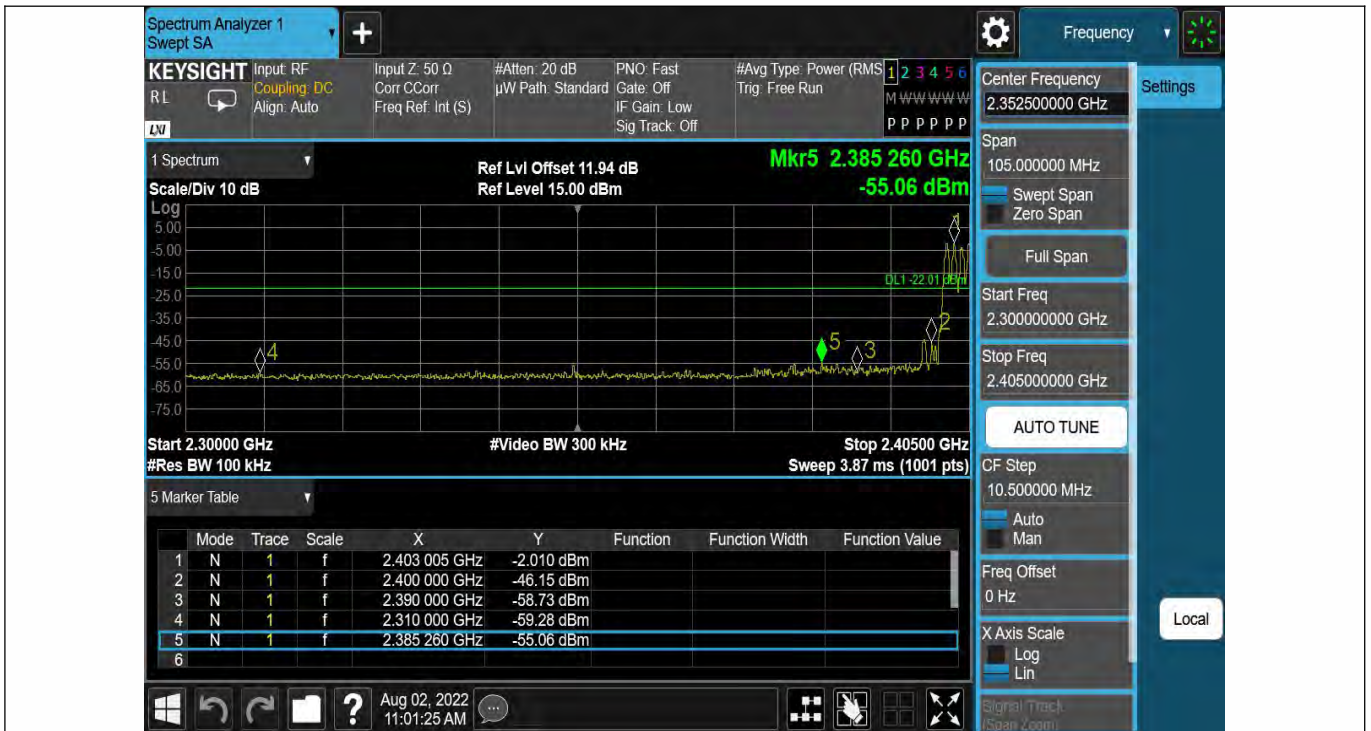 Spectrum Analyzer 1
Swept SA
Frequency
KEYSIGHT
RL
LXI
Input: RF
Coupling: DC
Align: Auto
Input Z: 50 Ω
Corr CCorr
Freq Ref: Int (S)
#Atten: 20 dB
µW Path: Standard
PNO: Fast
Gate: Off
IF Gain: Low
Sig Track: Off
#Avg Type: Power (RMS
Trig: Free Run
1 2 3 4 5 6
M W W W W W
P P P P P P
1 Spectrum
Scale/Div 10 dB
Ref Lvl Offset 11.94 dB
Ref Level 15.00 dBm
Mkr5 2.385 260 GHz
-55.06 dBm
Log
5.00
-5.00
-15.0
-25.0
-35.0
-45.0
-55.0
-65.0
-75.0
DL1 -22.01 dBm
1
2
3
4
5
Start 2.30000 GHz
#Video BW 300 kHz
Stop 2.40500 GHz
#Res BW 100 kHz
Sweep 3.87 ms (1001 pts)
5 Marker Table
Mode Trace Scale X Y Function Function Width Function Value
1 N 1 f 2.403 005 GHz -2.010 dBm
2 N 1 f 2.400 000 GHz -46.15 dBm
3 N 1 f 2.390 000 GHz -58.73 dBm
4 N 1 f 2.310 000 GHz -59.28 dBm
5 N 1 f 2.385 260 GHz -55.06 dBm
6
?
Aug 02, 2022
11:01:25 AM
Center Frequency
2.352500000 GHz
Settings
Span
105.000000 MHz
Swept Span
Zero Span
Full Span
Start Freq
2.300000000 GHz
Stop Freq
2.405000000 GHz
AUTO TUNE
CF Step
10.500000 MHz
Auto
Man
Freq Offset
0 Hz
X Axis Scale
Log
Lin
Signal Track
(Span Zoom)
Local